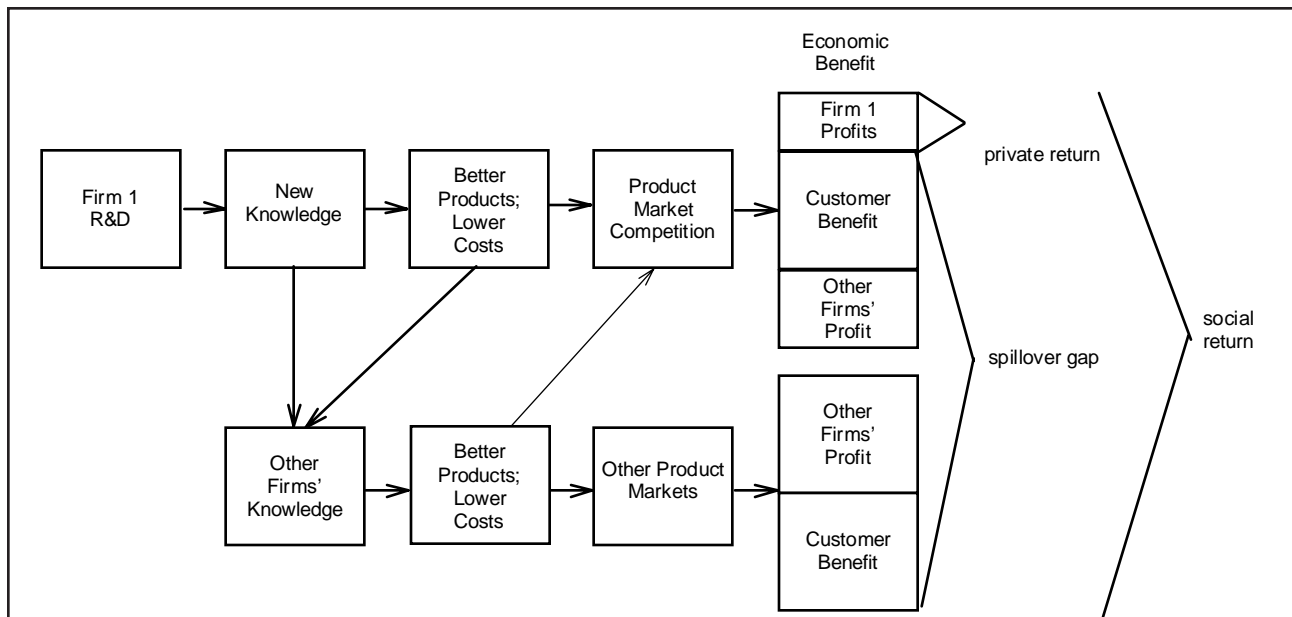 Economic
Benefit
Firm 1
R&D
New
Knowledge
Better
Products;
Lower
Costs
Product
Market
Competition
Firm 1
Profits
Customer
Benefit
Other
Firms’
Profit
private return
spillover gap
social
return
Other
Firms’
Knowledge
Better
Products;
Lower
Costs
Other Product
Markets
Other
Firms’
Profit
Customer
Benefit